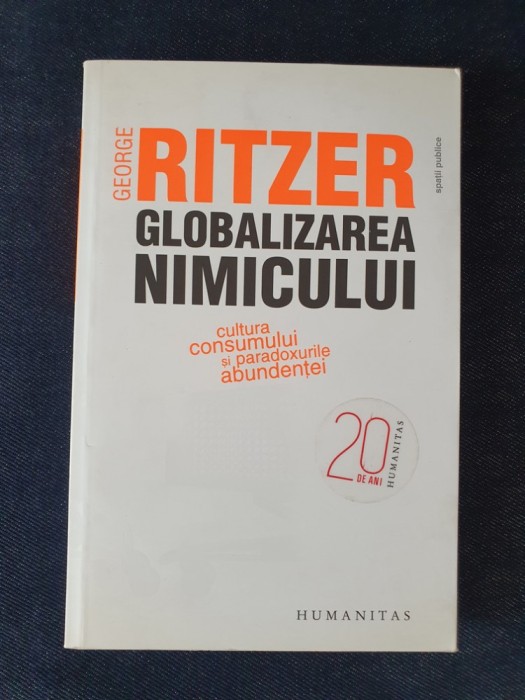 GEORGE
RITZER
spații publice
GLOBALIZAREA
NIMICULUI
cultura
consumului
și paradoxurile
abundenței
20
DE ANI
HUMANITAS
HUMANITAS